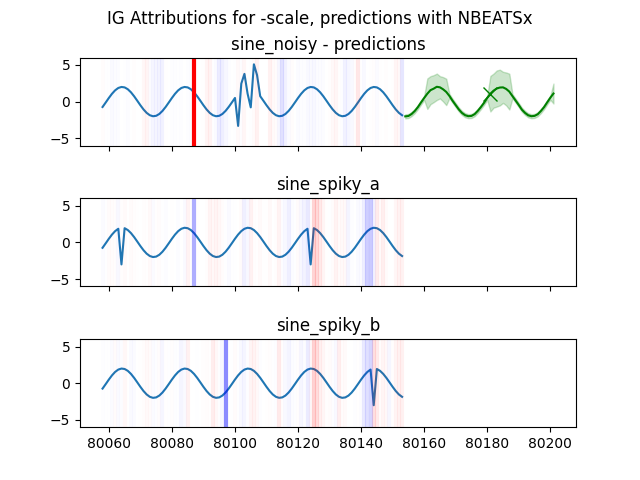 IG Attributions for -scale, predictions with NBEATSx
sine_noisy - predictions
5
0
−5
sine_spiky_a
5
0
−5
sine_spiky_b
5
0
−5
80060 80080 80100 80120 80140 80160 80180 80200